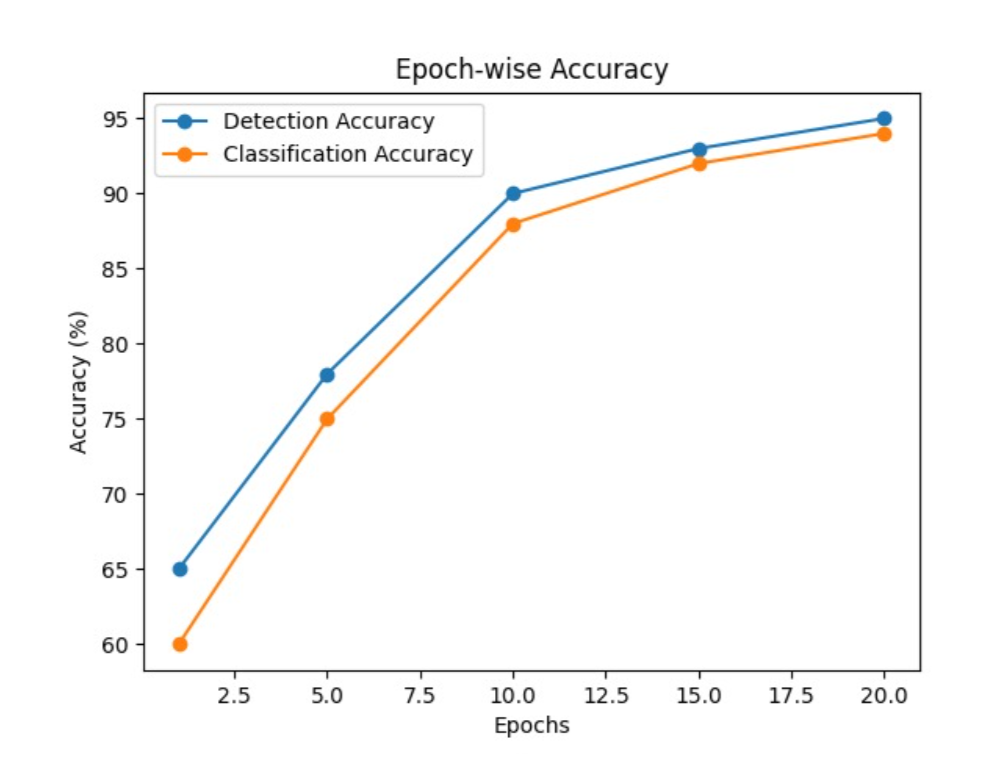 Epoch-wise Accuracy
Detection Accuracy
Classification Accuracy
95
90
85
80
75
70
65
60
Accuracy (%)
2.5 5.0 7.5 10.0 12.5 15.0 17.5 20.0
Epochs